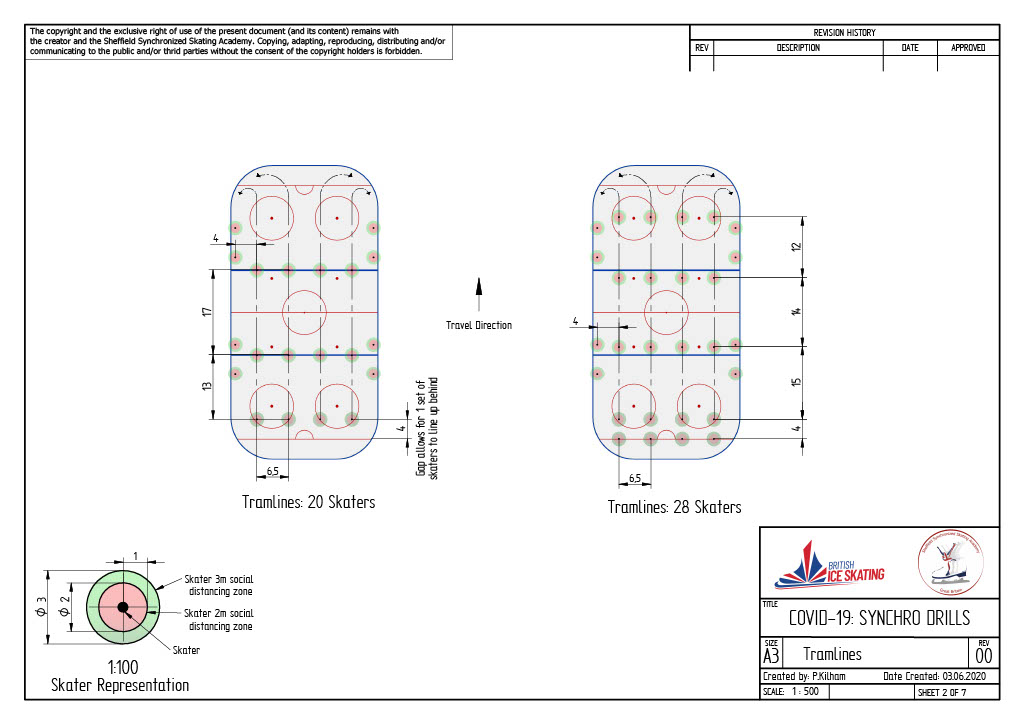 The copyright and the exclusive right of use of the present document (and its content) remains with
the creator and the Sheffield Synchronized Skating Academy. Copying, adapting, reproducing, distributing and/or
communicating to the public and/or thrid parties without the consent of the copyright holders is forbidden.
REVISION HISTORY
REV DESCRIPTION DATE APPROVED
4
17
13
6,5
4
Gap allows for 1 set of
skaters to line up behind
Tramlines: 20 Skaters
Travel Direction
4
12
14
15
4
6,5
Tramlines: 28 Skaters
1
Ø 3
Ø 2
Skater 3m social
distancing zone
Skater 2m social
distancing zone
Skater
1:100
Skater Representation
BRITISH
ICE SKATING
Sheffield Synchronized Skating Academy
Great Britain
TITLE
COVID-19: SYNCHRO DRILLS
SIZE
A3
Tramlines
REV
00
Created by: P.Kilham Date Created: 03.06.2020
SCALE: 1 : 500 SHEET 2 OF 7